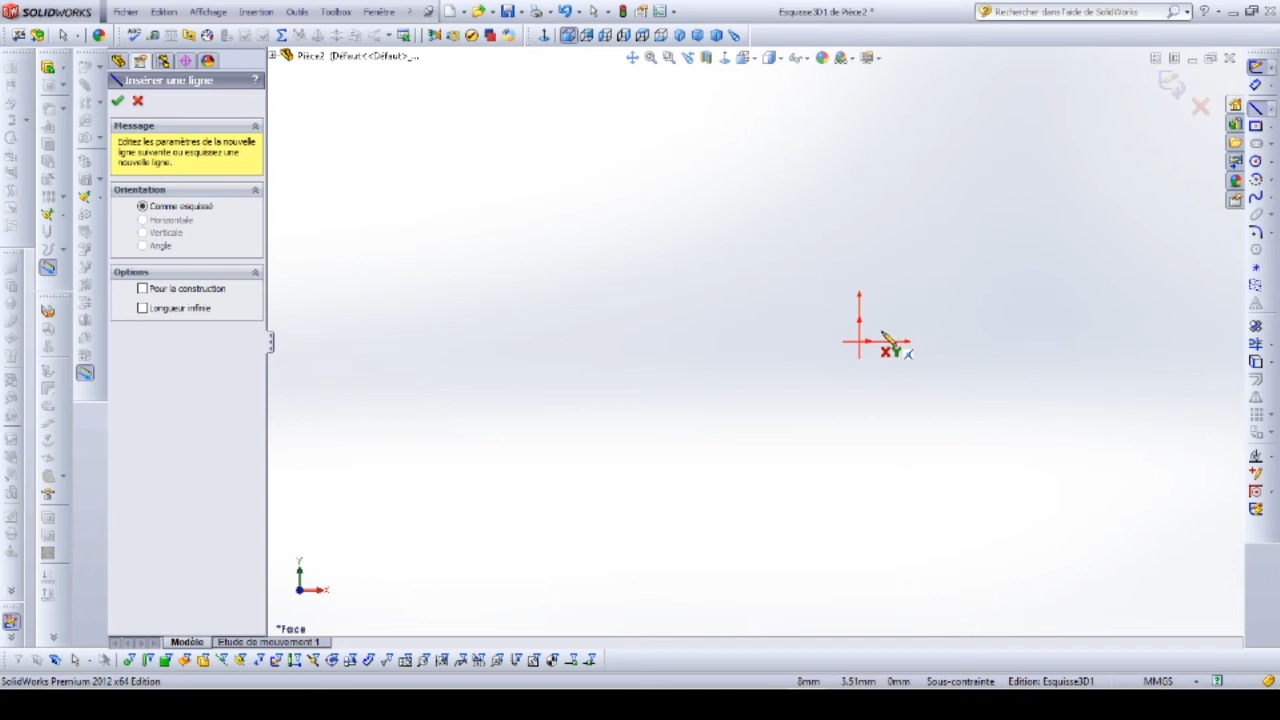 SOLIDWORKS
Fichier Edition Affichage Insertion Outils Toolbox Fenêtre
Esquisse3D1 de Pièce2 *
Rechercher dans l'aide de SolidWorks
Pièce2 (Défaut<<Défaut>_...
Insérer une ligne
?
Message
Editez les paramètres de la nouvelle
ligne suivante ou esquissez une
nouvelle ligne.
Orientation
Comme esquissé
Horizontale
Verticale
Angle
Options
Pour la construction
Longueur infinie
XY
Y
X
*Face
Modèle Etude de mouvement 1
SolidWorks Premium 2012 x64 Edition
8mm 3.51mm 0mm Sous-contrainte Edition: Esquisse3D1 MMGS